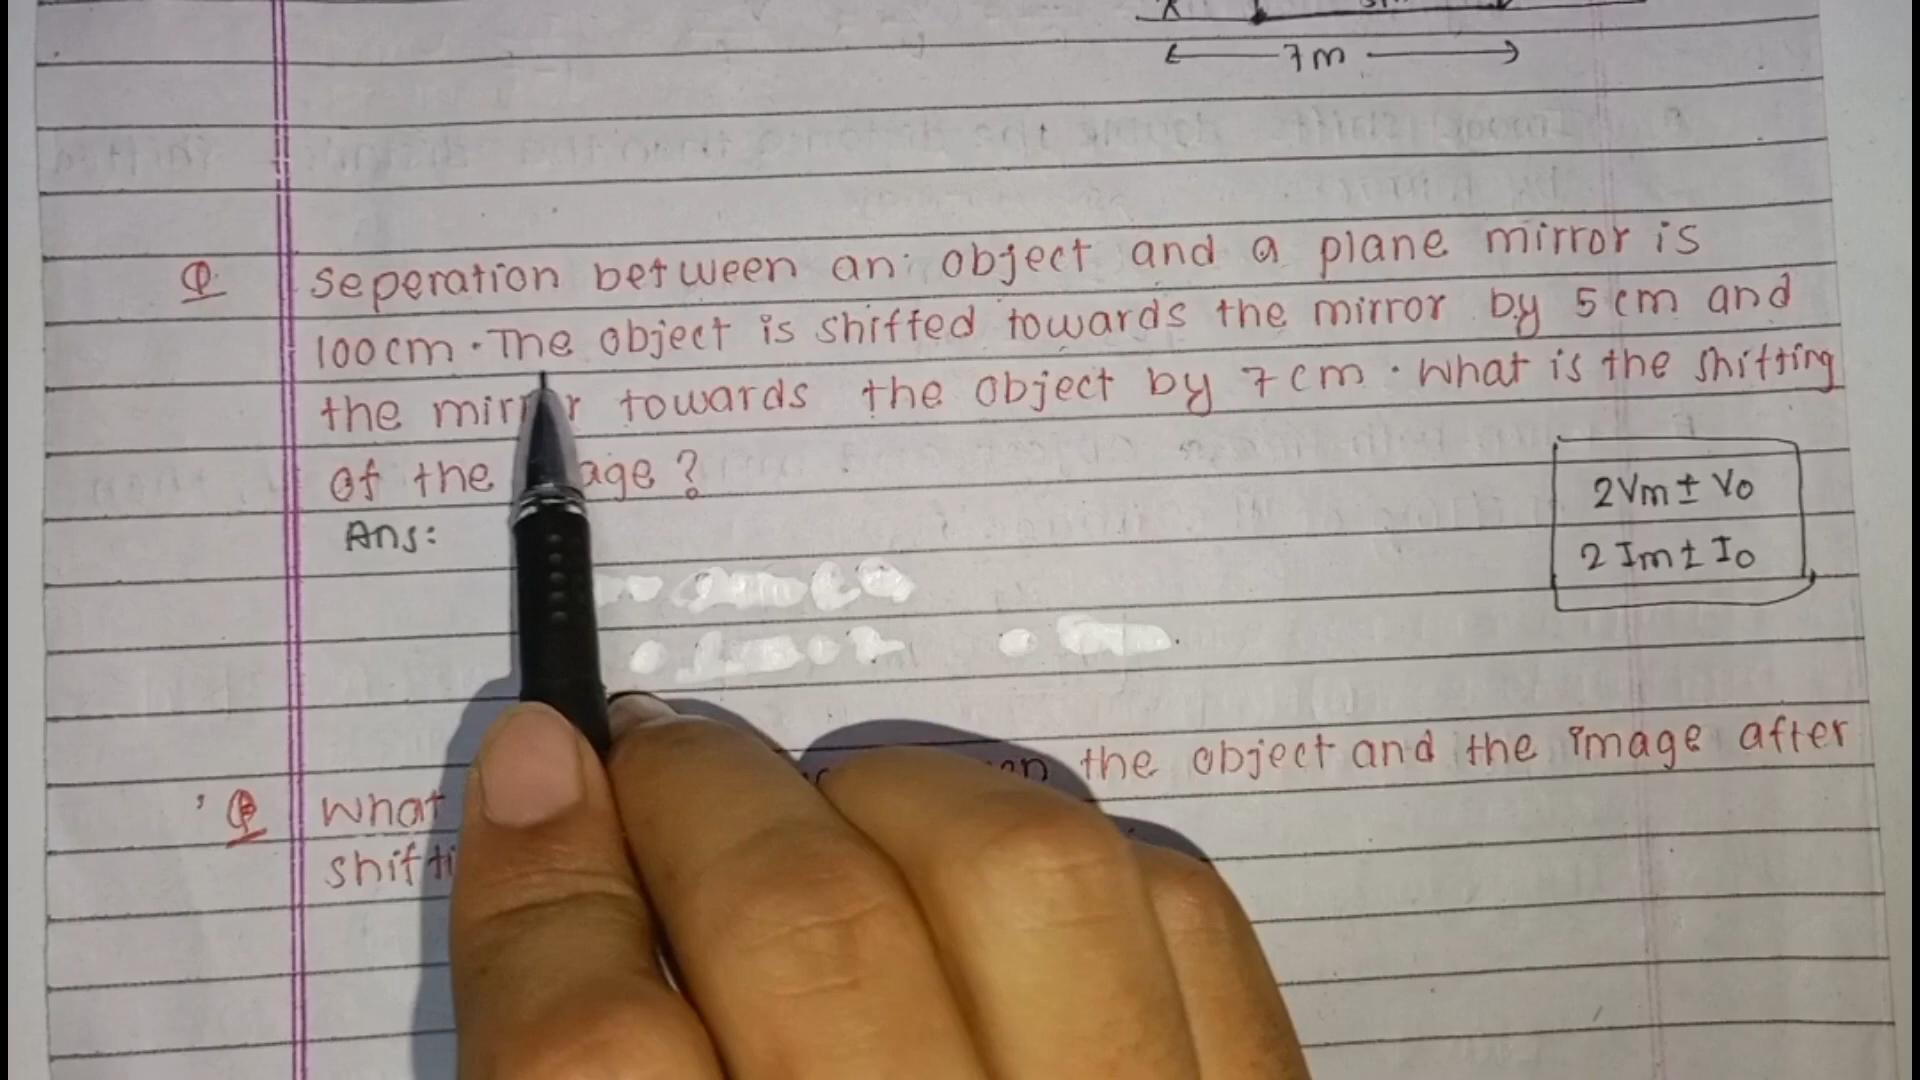 7m
Q Seperation between an object and a plane mirror is
100cm. The object is shifted towards the mirror by 5cm and
the mirror towards the object by 7cm. What is the shifting
of the age?
2Vm ± Vo
Ans:
2Im ± Io
the object and the image after
Q What
shifti